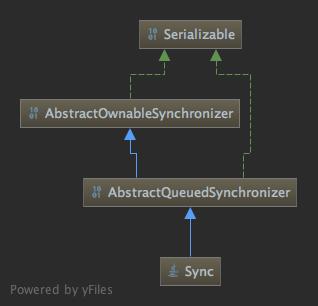 Serializable
AbstractOwnableSynchronizer
AbstractQueuedSynchronizer
Sync
Powered by yFiles